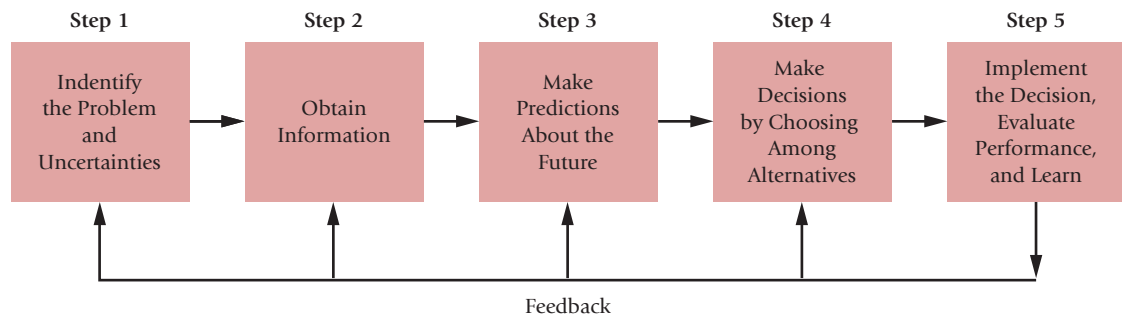 Step 1
Indentify
the Problem
and
Uncertainties
Step 2
Obtain
Information
Step 3
Make
Predictions
About the
Future
Step 4
Make
Decisions
by Choosing
Among
Alternatives
Step 5
Implement
the Decision,
Evaluate
Performance,
and Learn
Feedback